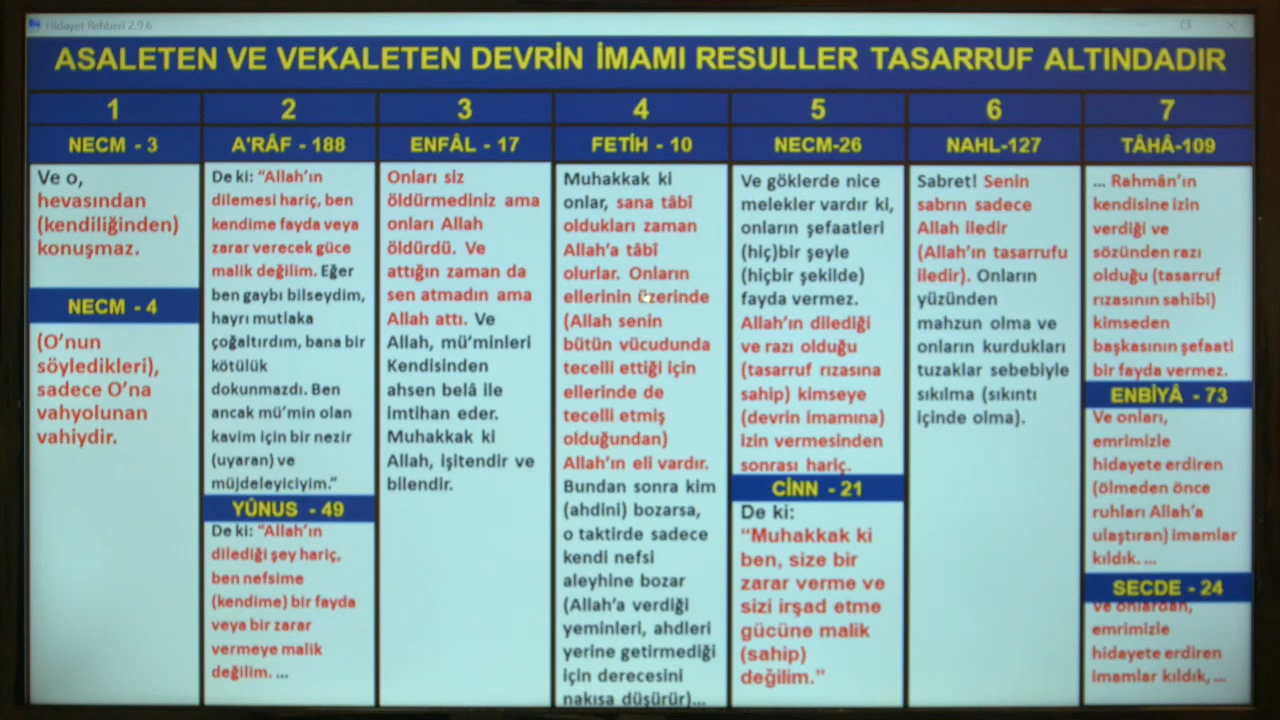 Hidayet Rehberi 2.9.6
ASALETEN VE VEKALETEN DEVRİN İMAMI RESULLER TASARRUF ALTINDADIR
1
NECM - 3
Ve o,
hevasından
(kendiliğinden)
konuşmaz.
NECM - 4
(O’nun
söyledikleri),
sadece O’na
vahyolunan
vahiydir.
2
A'RÂF - 188
De ki: “Allah’ın
dilemesi hariç, ben
kendime fayda veya
zarar verecek güce
malik değilim. Eğer
ben gaybı bilseydim,
hayrı mutlaka
çoğaltırdım, bana bir
kötülük
dokunmazdı. Ben
ancak mü’min olan
kavim için bir nezir
(uyaran) ve
müjdeleyiciyim.”
YÛNUS - 49
De ki: “Allah’ın
dilediği şey hariç,
ben nefsime
(kendime) bir fayda
veya bir zarar
vermeye malik
değilim. ...
3
ENFÂL - 17
Onları siz
öldürmediniz ama
onları Allah
öldürdü. Ve
attığın zaman da
sen atmadın ama
Allah attı. Ve
Allah, mü’minleri
Kendisinden
ahsen belâ ile
imtihan eder.
Muhakkak ki
Allah, işitendir ve
bilendir.
4
FETİH - 10
Muhakkak ki
onlar, sana tâbî
oldukları zaman
Allah’a tâbî
olurlar. Onların
ellerinin üzerinde
(Allah senin
bütün vücudunda
tecelli ettiği için
ellerinde de
tecelli etmiş
olduğundan)
Allah’ın eli vardır.
Bundan sonra kim
(ahdini) bozarsa,
o taktirde sadece
kendi nefsi
aleyhine bozar
(Allah’a verdiği
yeminleri, ahdleri
yerine getirmediği
için derecesini
nakısa düşürür)...
5
NECM-26
Ve göklerde nice
melekler vardır ki,
onların şefaatleri
(hiç)bir şeyle
(hiçbir şekilde)
fayda vermez.
Allah’ın dilediği
ve razı olduğu
(tasarruf rızasına
sahip) kimseye
(devrin imamına)
izin vermesinden
sonrası hariç.
CİNN - 21
De ki:
“Muhakkak ki
ben, size bir
zarar verme ve
sizi irşad etme
gücüne malik
(sahip)
değilim.”
6
NAHL-127
Sabret! Senin
sabrın sadece
Allah iledir
(Allah’ın tasarrufu
iledir). Onların
yüzünden
mahzun olma ve
onların kurdukları
tuzaklar sebebiyle
sıkılma (sıkıntı
içinde olma).
7
TÂHÂ-109
... Rahmân’ın
kendisine izin
verdiği ve
sözünden razı
olduğu (tasarruf
rızasının sahibi)
kimseden
başkasının şefaati
bir fayda vermez.
ENBİYÂ - 73
Ve onları,
emrimizle
hidayete erdiren
(ölmeden önce
ruhları Allah’a
ulaştıran) imamlar
kıldık. ...
SECDE - 24
Ve onlardan,
emrimizle
hidayete erdiren
imamlar kıldık, ...